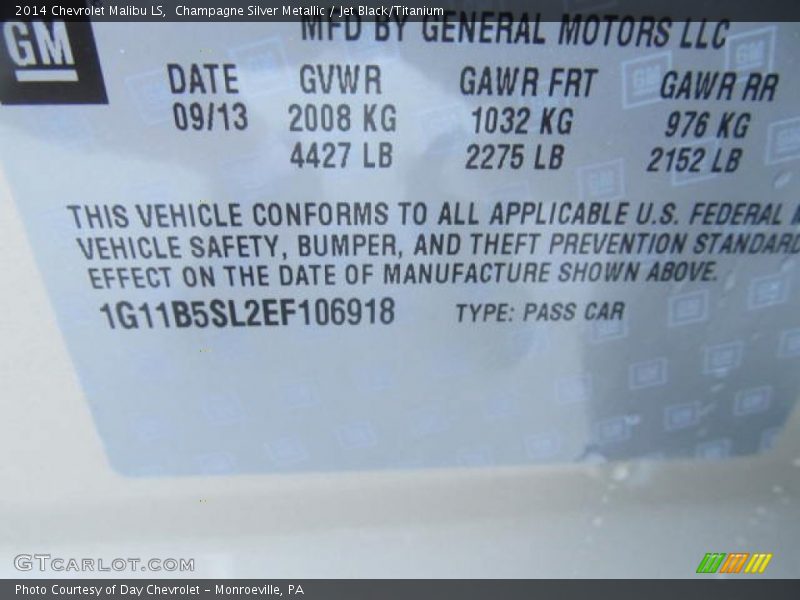 2014 Chevrolet Malibu LS,  Champagne Silver Metallic / Jet Black/Titanium
MFD BY GENERAL MOTORS LLC
GM
DATE GVWR GAWR FRT GAWR RR
09/13 2008 KG 1032 KG 976 KG
4427 LB 2275 LB 2152 LB
THIS VEHICLE CONFORMS TO ALL APPLICABLE U.S. FEDERAL
VEHICLE SAFETY, BUMPER, AND THEFT PREVENTION STANDARD
EFFECT ON THE DATE OF MANUFACTURE SHOWN ABOVE.
1G11B5SL2EF106918 TYPE: PASS CAR
GTCARLOT.COM
Photo Courtesy of Day Chevrolet - Monroeville, PA